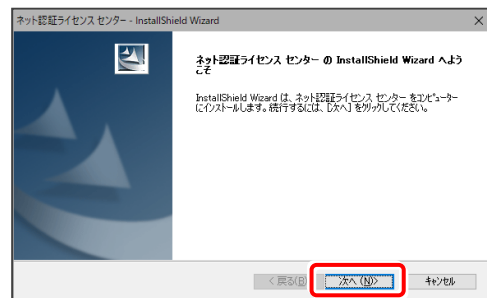 ネット認証ライセンス センター - InstallShield Wizard
ネット認証ライセンス センター の InstallShield Wizard へよう
こそ
InstallShield Wizard は、ネット認証ライセンス センター をコンピューター
にインストールします。続行するには、[次へ] をクリックしてください。
< 戻る(B) 次へ (N)> キャンセル